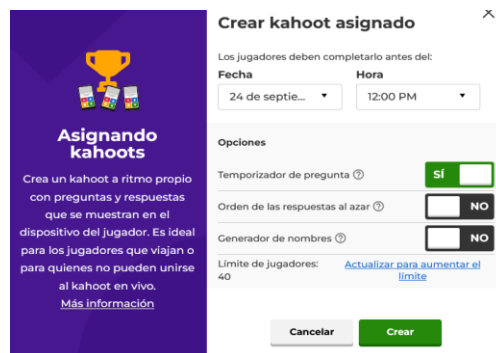 Asignando
kahoots
Crea un kahoot a ritmo propio
con preguntas y respuestas
que se muestran en el
dispositivo del jugador. Es ideal
para los jugadores que viajan o
para quienes no pueden unirse
al kahoot en vivo.
Más información
Crear kahoot asignado
Los jugadores deben completarlo antes del:
Fecha Hora
24 de septie... 12:00 PM
Opciones
Temporizador de pregunta SÍ
Orden de las respuestas al azar NO
Generador de nombres NO
Límite de jugadores: Actualizar para aumentar el
40 límite
Cancelar Crear